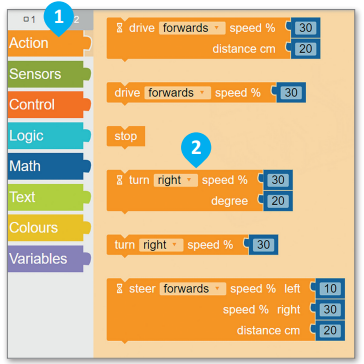 1 2
1
Action
Sensors
Control
Logic
Math
Text
Colours
Variables
drive forwards speed % 30
distance cm 20
drive forwards speed % 30
stop
2
turn right speed % 30
degree 20
turn right speed % 30
steer forwards speed % left 10
speed % right 30
distance cm 20